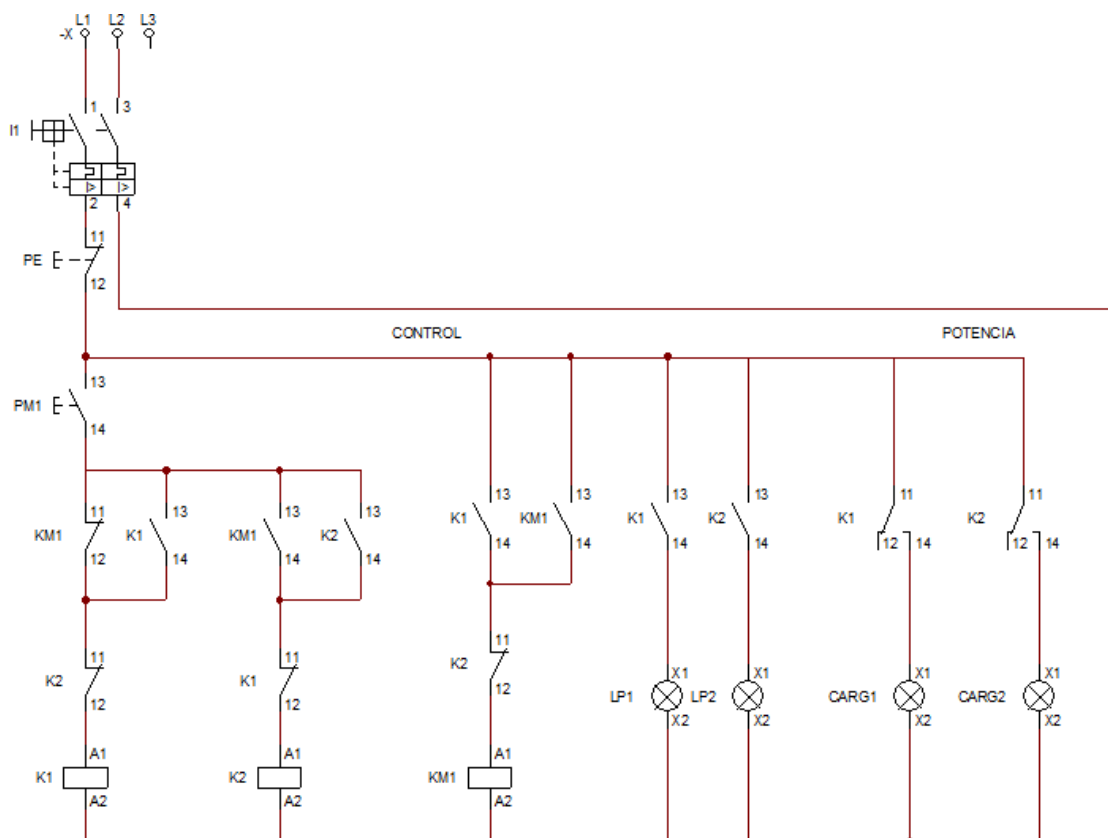 L1 L2 L3
-X
1 3
I1
I> I>
2 4
11
PE
12
CONTROL POTENCIA
13
PM1
14
11 13 13 13 13 13 13 13 11 11
KM1 K1 KM1 K2 K1 KM1 K1 K2 K1 K2
12 14 14 14 14 14 14 14 12 14 12 14
11 11 11
K2 K1 K2
12 12 12
X1 X1 X1 X1
LP1 LP2 CARG1 CARG2
X2 X2 X2 X2
A1 A1 A1
K1 K2 KM1
A2 A2 A2